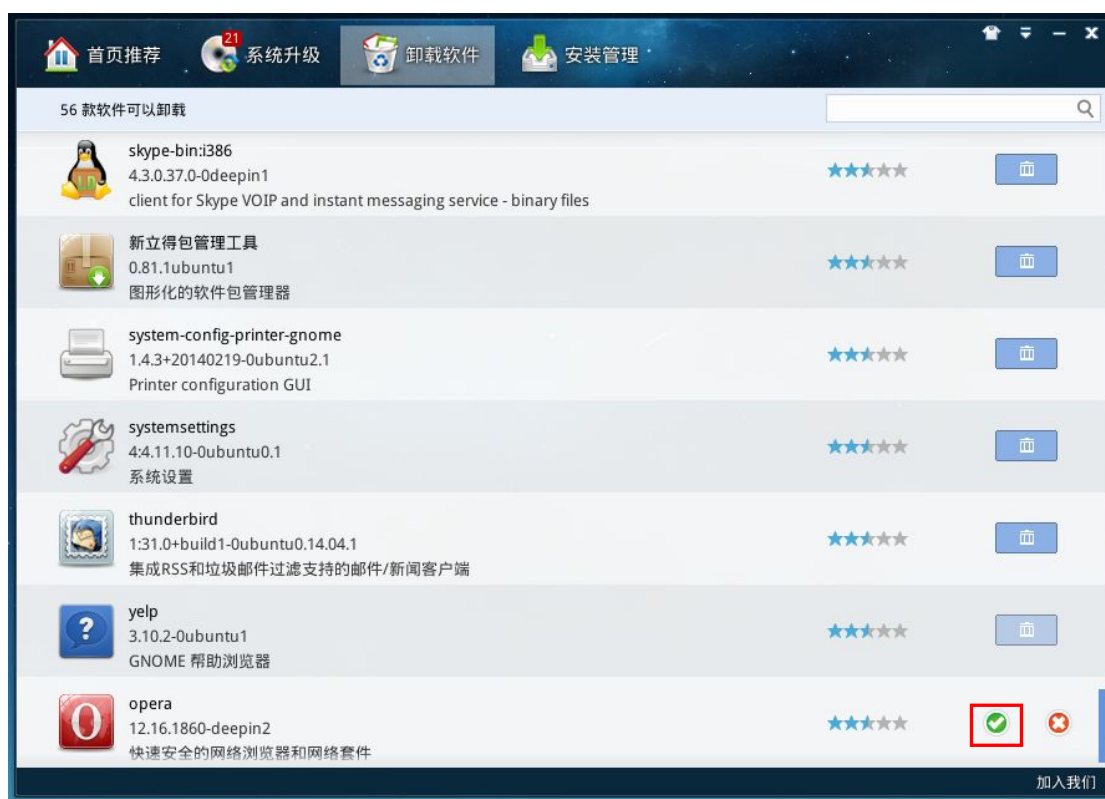 首页推荐
21
系统升级
卸载软件
安装管理
56 款软件可以卸载
skype-bin:i386
4.3.0.37.0-0deepin1
client for Skype VOIP and instant messaging service - binary files
新立得包管理工具
0.81.1ubuntu1
图形化的软件包管理器
system-config-printer-gnome
1.4.3+20140219-0ubuntu2.1
Printer configuration GUI
systemsettings
4:4.11.10-0ubuntu0.1
系统设置
thunderbird
1:31.0+build1-0ubuntu0.14.04.1
集成RSS和垃圾邮件过滤支持的邮件/新闻客户端
yelp
3.10.2-0ubuntu1
GNOME 帮助浏览器
opera
12.16.1860-deepin2
快速安全的网络浏览器和网络套件
加入我们